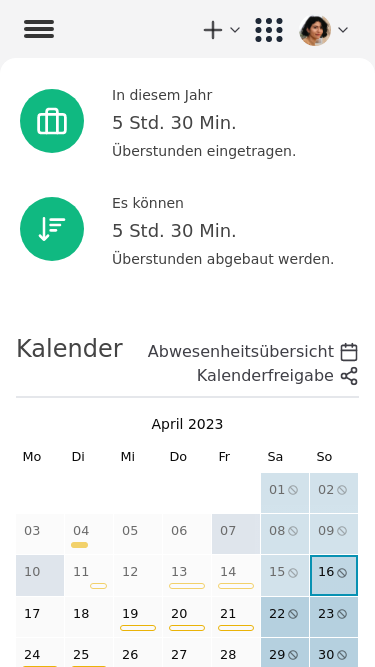 In diesem Jahr
5 Std. 30 Min.
Überstunden eingetragen.
Es können
5 Std. 30 Min.
Überstunden abgebaut werden.
Kalender
Abwesenheitsübersicht
Kalenderfreigabe
April 2023
Mo Di Mi Do Fr Sa So
01 02
03 04 05 06 07 08 09
10 11 12 13 14 15 16
17 18 19 20 21 22 23
24 25 26 27 28 29 30